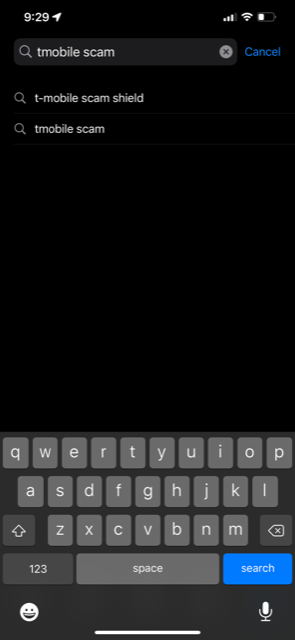 9:29
tmobile scam
Cancel
t-mobile scam shield
tmobile scam
q w e r t y u i o p
a s d f g h j k l
z x c v b n m
123 space search